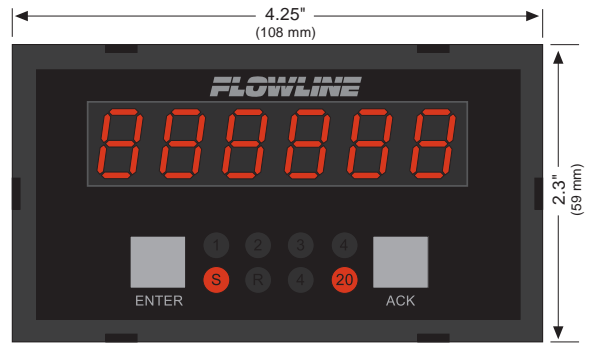 4.25"
(108 mm)
FLOWLINE
888888
1 2 3 4
S R 4 20
ENTER
ACK
2.3"
(59 mm)